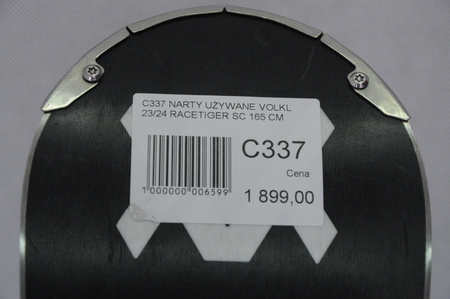 C337 NARTY UŻYWANE VOLKL
23/24 RACETIGER SC 165 CM
C337
Cena
1 000000 006599
1 899,00